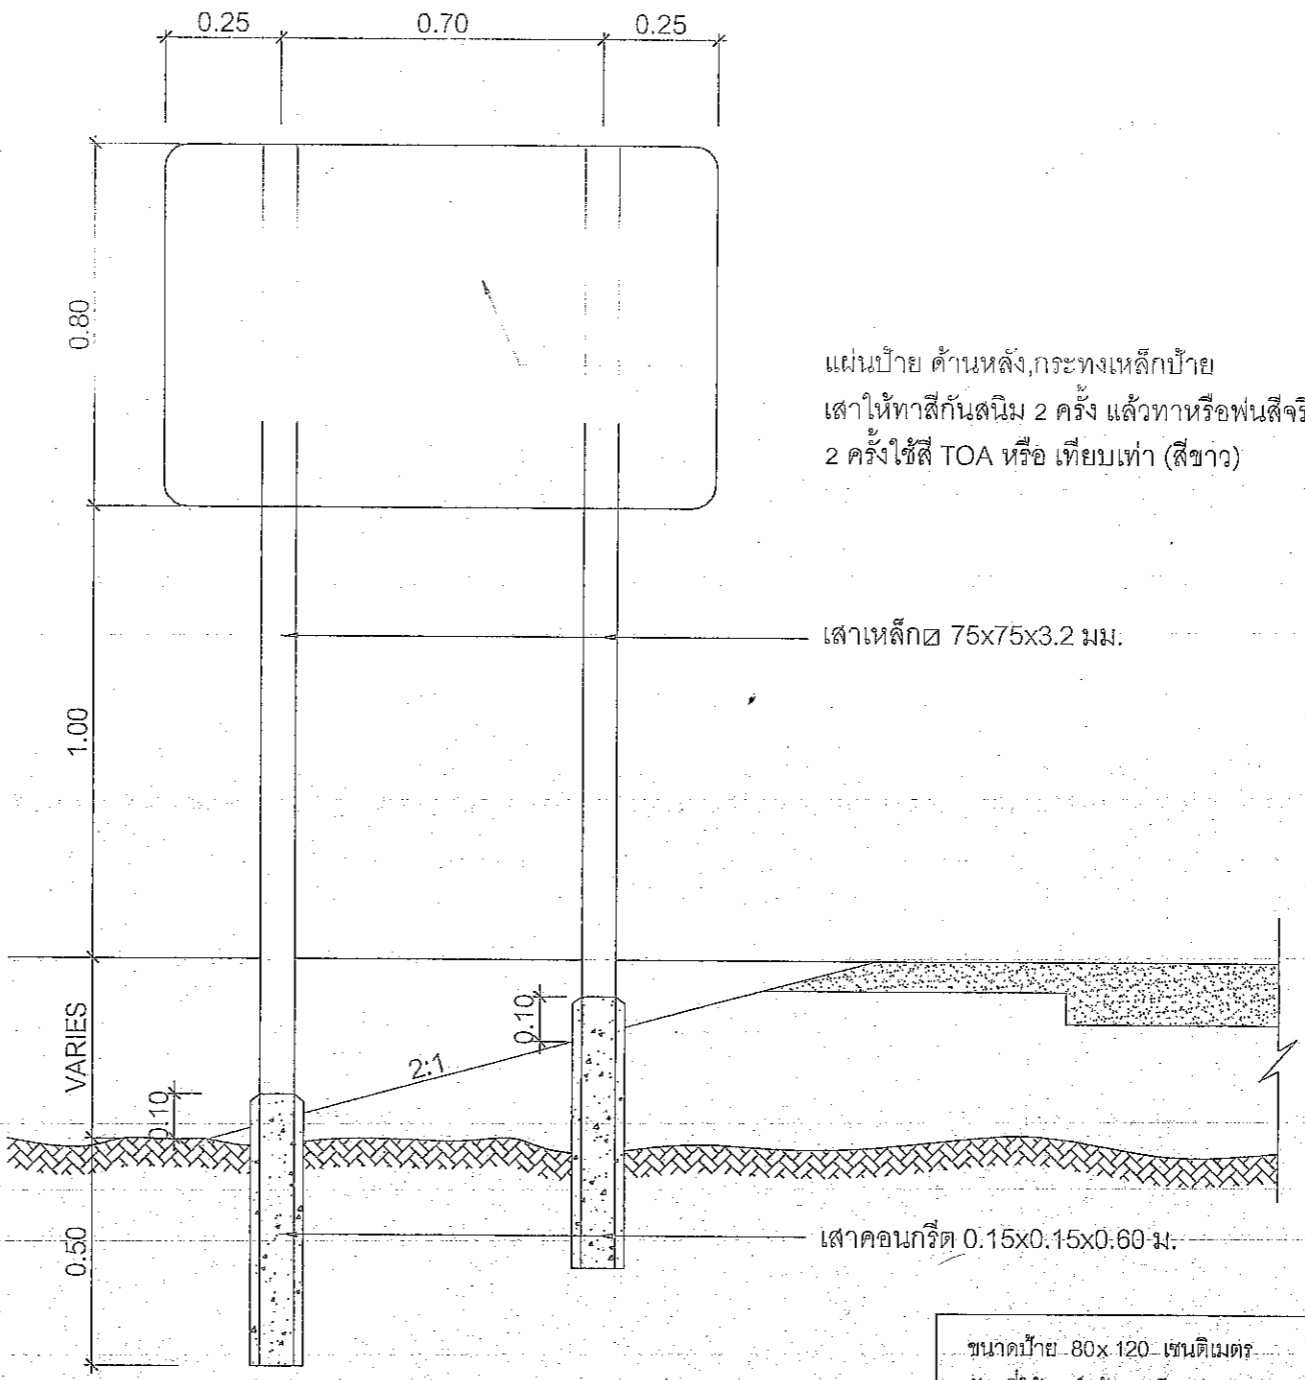 0.25
0.70
0.25
0.80
แผ่นป้าย ด้านหลัง,กระทงเหล็กป้าย
เสาให้ทาสีกันสนิม 2 ครั้ง แล้วทาหรือพ่นสีจริ
2 ครั้งใช้สี TOA หรือ เทียบเท่า (สีขาว)
เสาเหล็ก 75x75x3.2 มม.
1.00
VARIES
0.10
2:1
0.10
0.50
เสาคอนกรีต 0.15x0.15x0.60 ม.
ขนาดป้าย 80x 120 เซนติเมตร